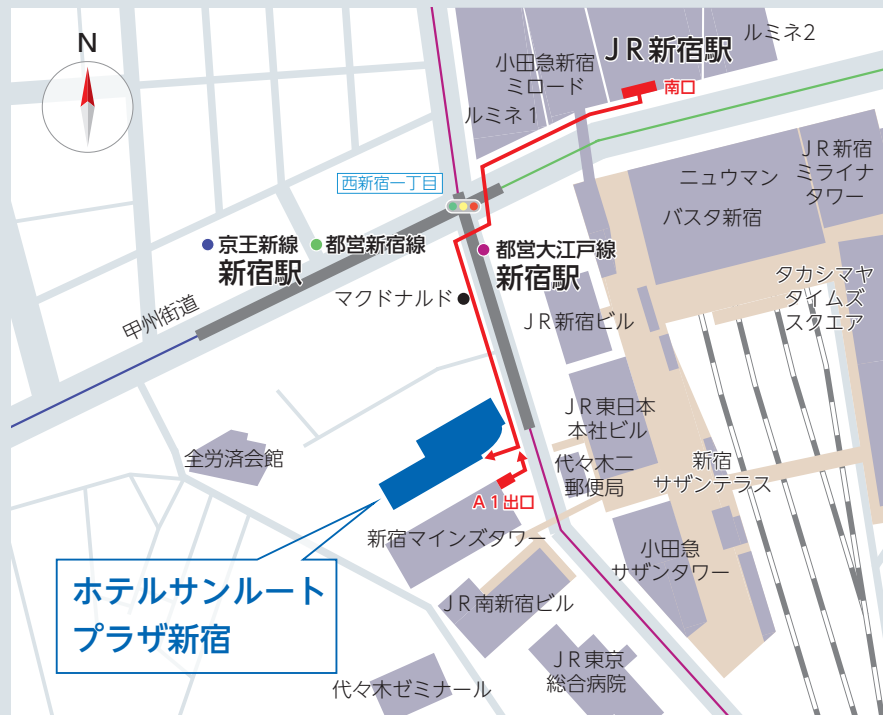 N
ルミネ2
JR新宿駅
小田急新宿
ミロード
南口
ルミネ1
西新宿一丁目
JR新宿
ミライナ
タワー
ニュウマン
バスタ新宿
京王新線
都営新宿線
新宿駅
都営大江戸線
新宿駅
タカシマヤ
タイムズ
スクエア
マクドナルド
甲州街道
JR新宿ビル
JR東日本
本社ビル
全労済会館
代々木二
郵便局
新宿
サザンテラス
A1出口
新宿マインズタワー
小田急
サザンタワー
ホテルサンルート
プラザ新宿
JR南新宿ビル
JR東京
総合病院
代々木ゼミナール